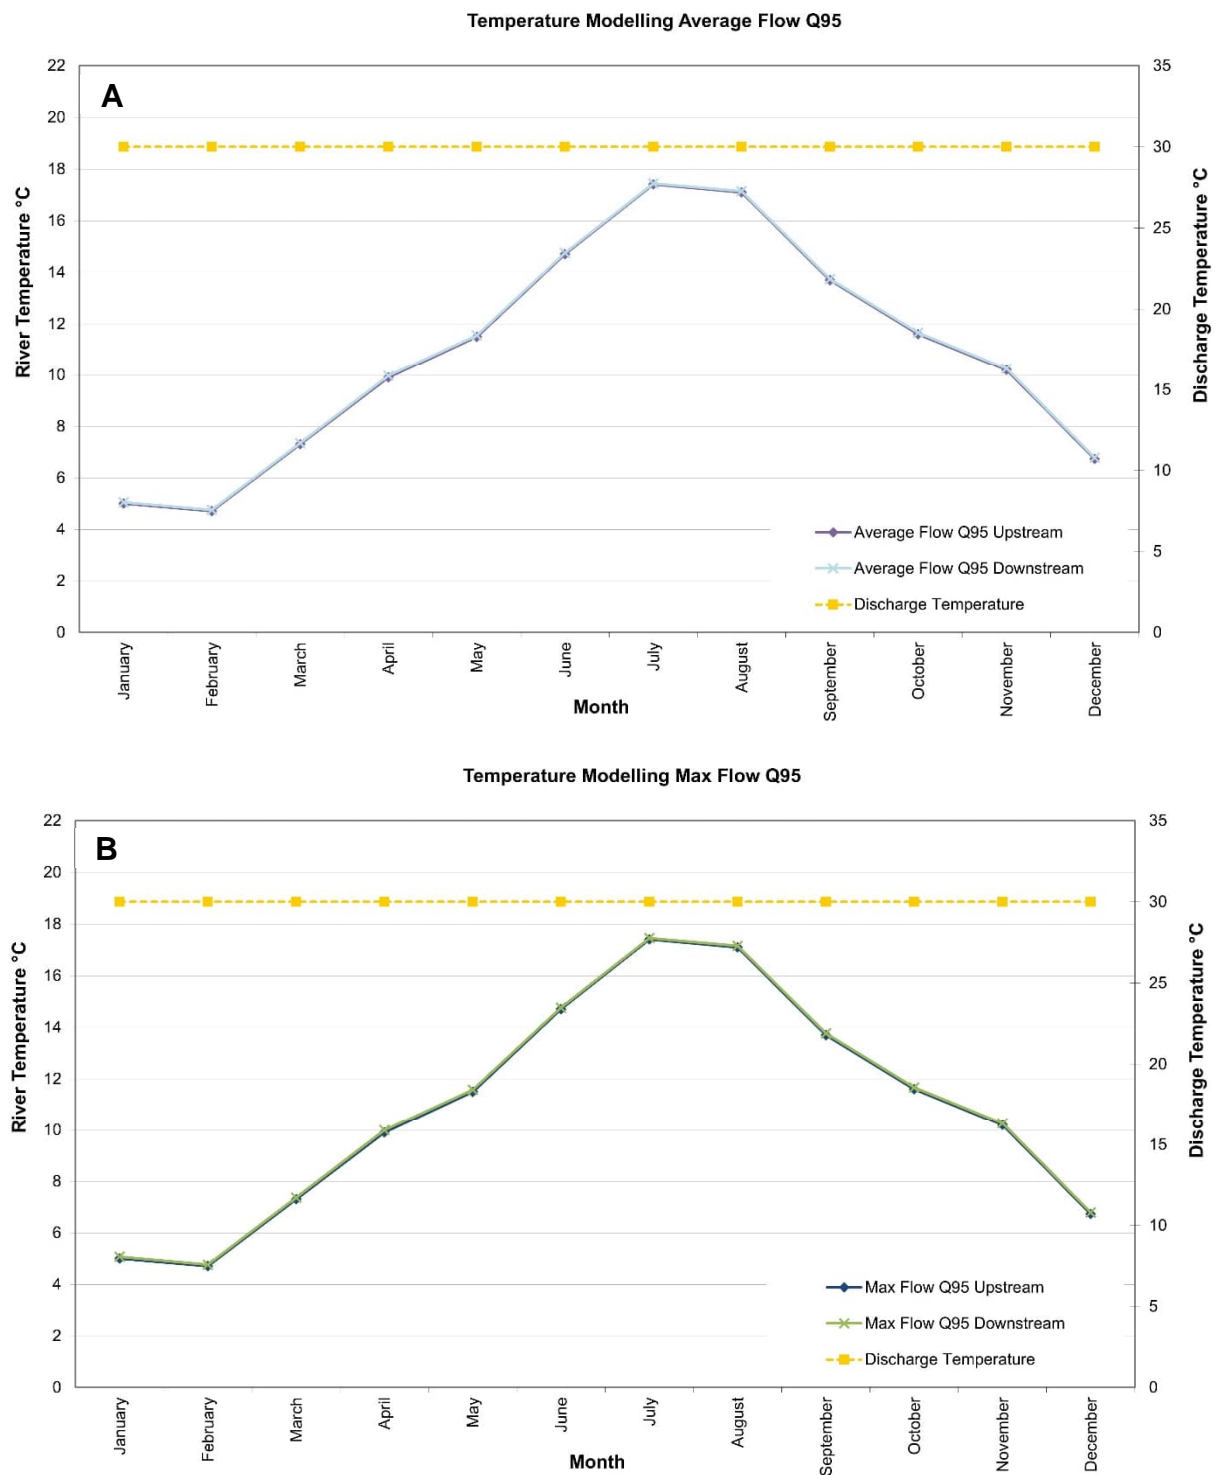 Temperature Modelling Average Flow Q95
A
22
20
18
16
14
12
10
8
6
4
2
0
River Temperature °C
35
30
25
20
15
10
5
0
Discharge Temperature °C
Average Flow Q95 Upstream
Average Flow Q95 Downstream
Discharge Temperature
January
February
March
April
May
June
July
August
September
October
November
December
Month
Temperature Modelling Max Flow Q95
B
22
20
18
16
14
12
10
8
6
4
2
0
River Temperature °C
35
30
25
20
15
10
5
0
Discharge Temperature °C
Max Flow Q95 Upstream
Max Flow Q95 Downstream
Discharge Temperature
January
February
March
April
May
June
July
August
September
October
November
December
Month